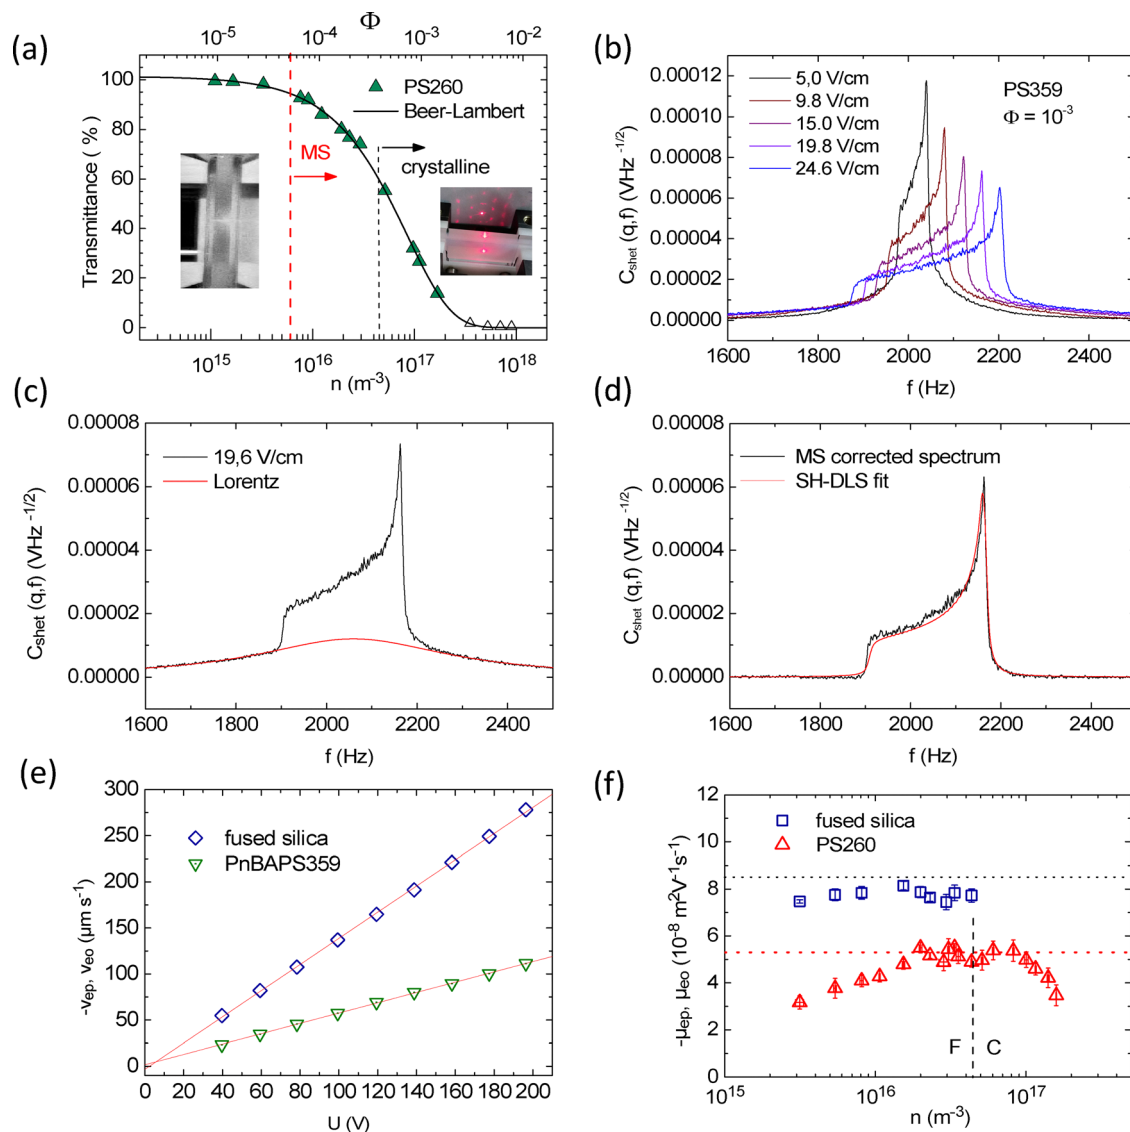 (a)
Φ
10⁻⁵ 10⁻⁴ 10⁻³ 10⁻²
Transmittance ( % )
100
80
60
40
20
0
PS260
Beer-Lambert
MS
crystalline
10¹⁵ 10¹⁶ 10¹⁷ 10¹⁸
n (m⁻³)
(b)
C_shet (q,f) (VHz⁻¹/²)
0.00012
0.00010
0.00008
0.00006
0.00004
0.00002
0.00000
5,0 V/cm
9.8 V/cm
15.0 V/cm
19.8 V/cm
24.6 V/cm
PS359
Φ = 10⁻³
1600 1800 2000 2200 2400
f (Hz)
(c)
C_shet (q,f) (VHz⁻¹/²)
0.00008
0.00006
0.00004
0.00002
0.00000
19,6 V/cm
Lorentz
1600 1800 2000 2200 2400
f (Hz)
(d)
C_shet (q,f) (VHz⁻¹/²)
0.00008
0.00006
0.00004
0.00002
0.00000
MS corrected spectrum
SH-DLS fit
1600 1800 2000 2200 2400
f (Hz)
(e)
-v_ep, v_eo (µm s⁻¹)
300
250
200
150
100
50
0
fused silica
PnBAPS359
0 20 40 60 80 100 120 140 160 180 200
U (V)
(f)
-µ_ep, µ_eo (10⁻⁸ m²V⁻¹s⁻¹)
12
10
8
6
4
2
0
fused silica
PS260
F C
10¹⁵ 10¹⁶ 10¹⁷
n (m⁻³)